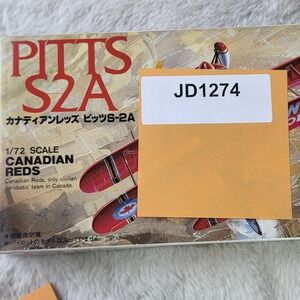 PITTS
S2A
JD1274
カナディアンレッズ ピッツS-2A
1/72 SCALE
CANADIAN
REDS
Canadian Reds, only civilian
aerobatic team in Canada.